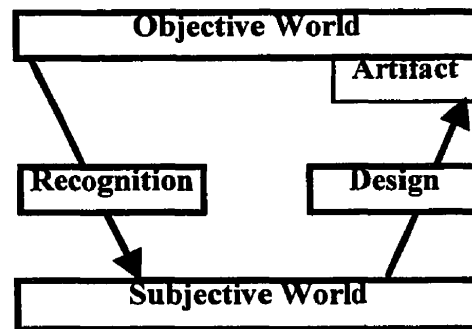 Objective World
Artifact
Recognition
Design
Subjective World